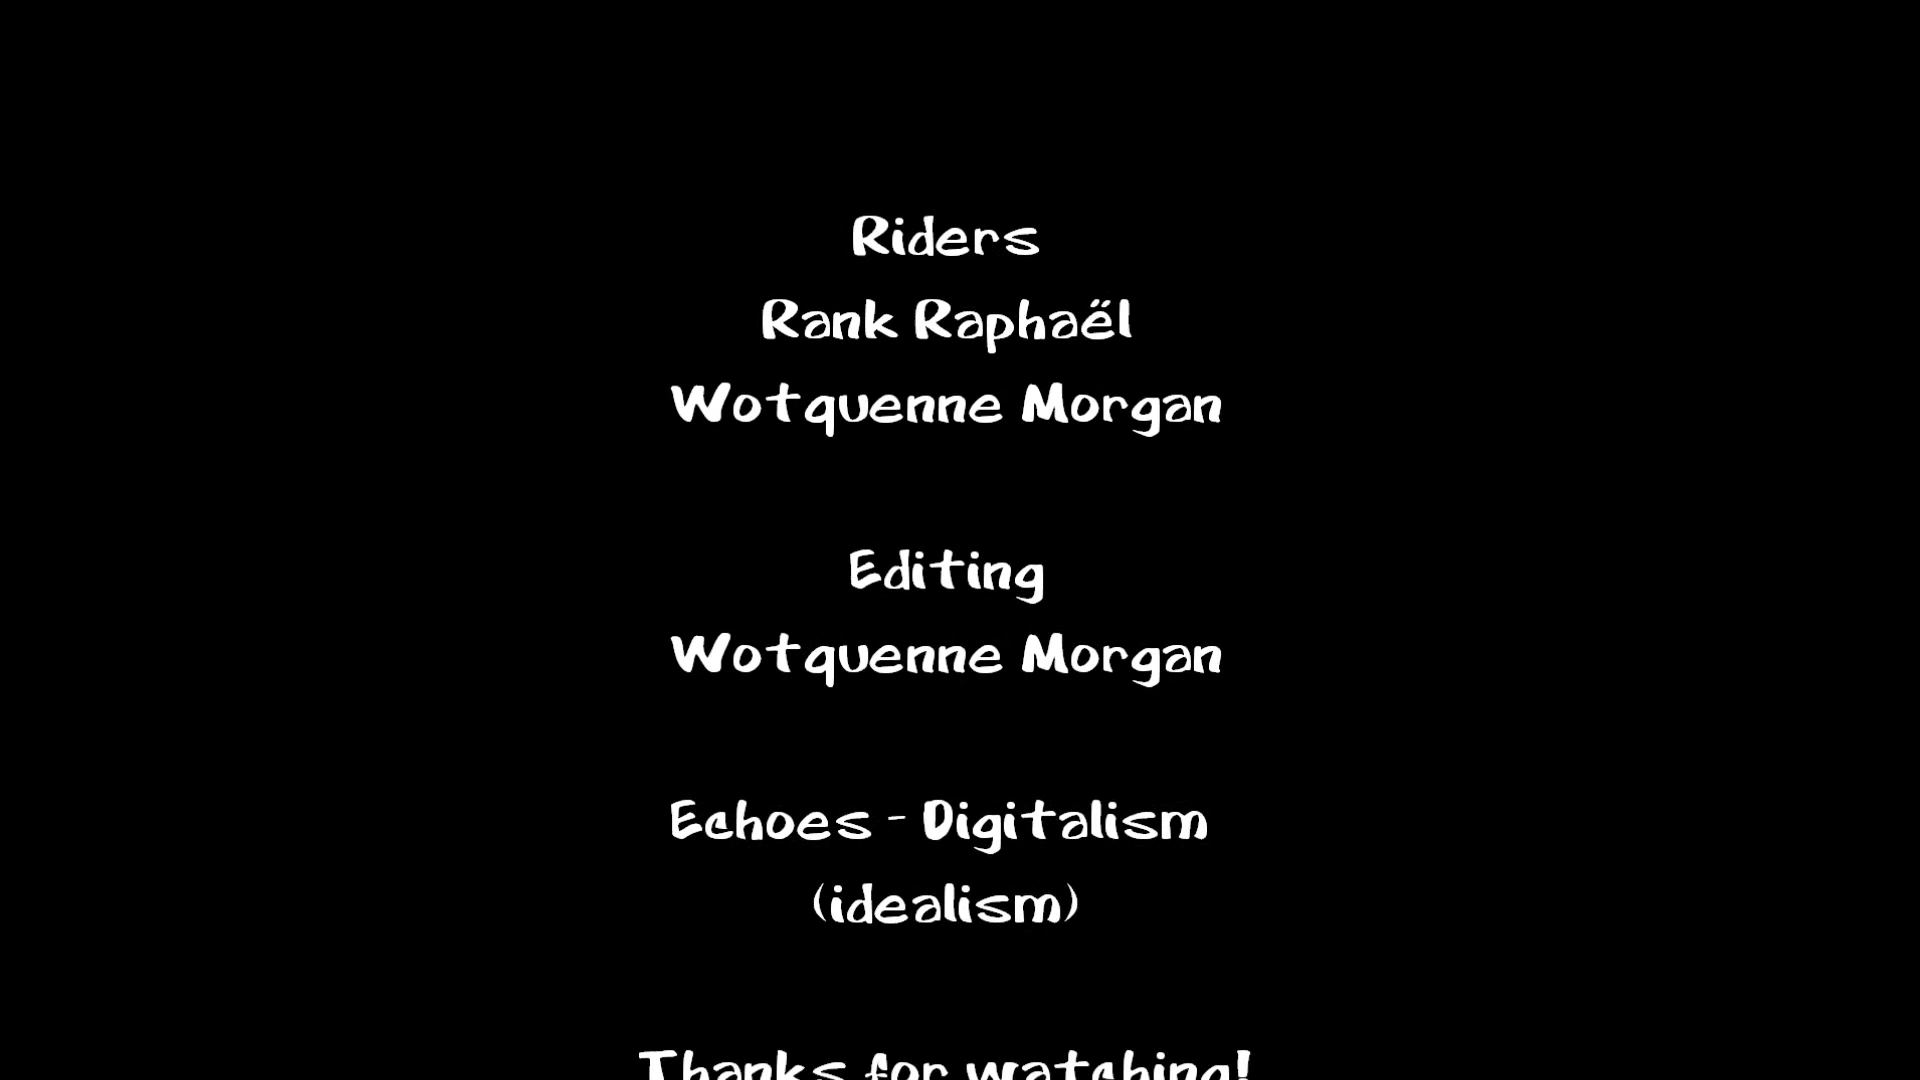 Riders
Rank Raphaël
Wotquenne Morgan
Editing
Wotquenne Morgan
Echoes - Digitalism
(idealism)
Thanks for watching!